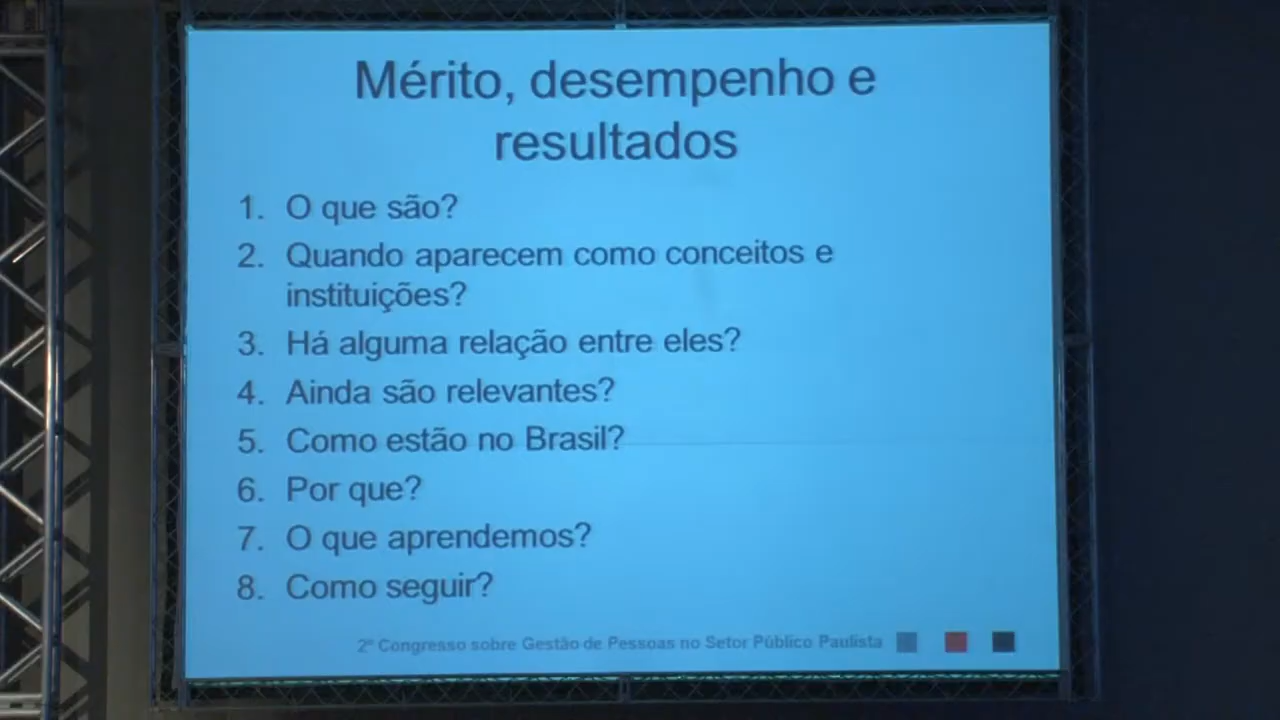 Mérito, desempenho e
resultados
1. O que são?
2. Quando aparecem como conceitos e
instituições?
3. Há alguma relação entre eles?
4. Ainda são relevantes?
5. Como estão no Brasil?
6. Por que?
7. O que aprendemos?
8. Como seguir?
2º Congresso sobre Gestão de Pessoas no Setor Público Paulista